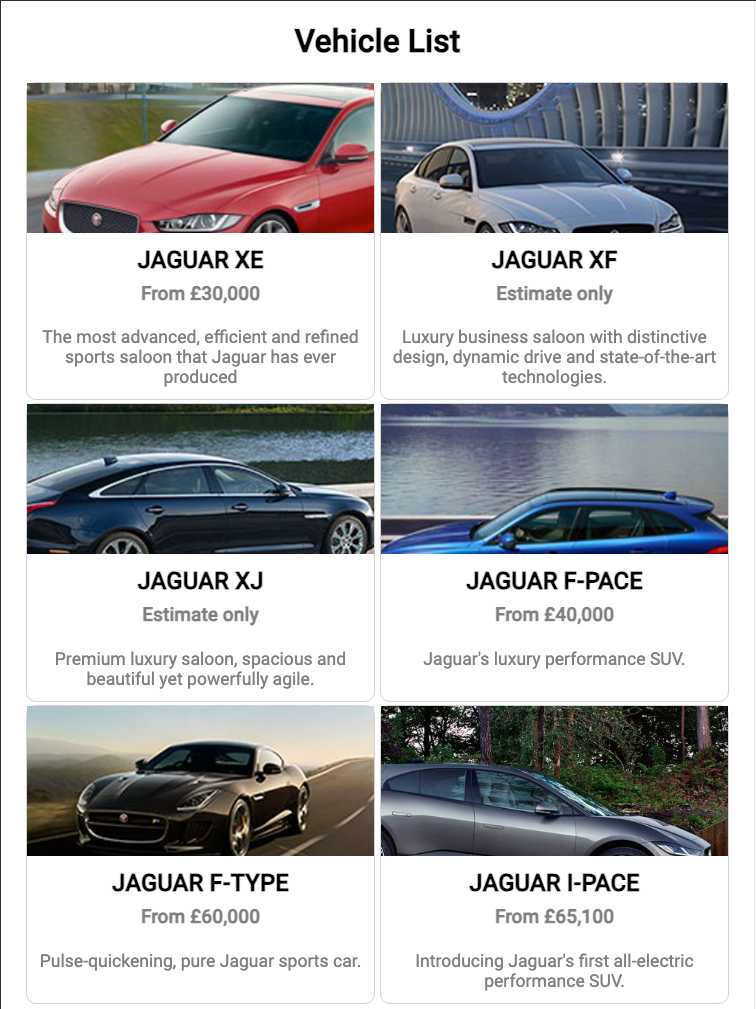 Vehicle List
JAGUAR XE
From £30,000
The most advanced, efficient and refined
sports saloon that Jaguar has ever
produced
JAGUAR XF
Estimate only
Luxury business saloon with distinctive
design, dynamic drive and state-of-the-art
technologies.
JAGUAR XJ
Estimate only
Premium luxury saloon, spacious and
beautiful yet powerfully agile.
JAGUAR F-PACE
From £40,000
Jaguar's luxury performance SUV.
JAGUAR F-TYPE
From £60,000
Pulse-quickening, pure Jaguar sports car.
JAGUAR I-PACE
From £65,100
Introducing Jaguar's first all-electric
performance SUV.